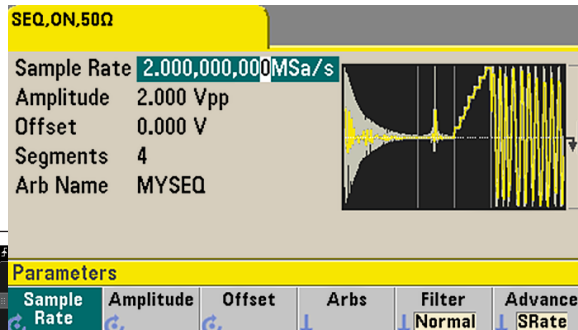 SEQ,ON,50Ω
Sample Rate 2.000,000,000MSa/s
Amplitude 2.000 Vpp
Offset 0.000 V
Segments 4
Arb Name MYSEQ
Parameters
Sample Rate Amplitude Offset Arbs Filter Normal Advance SRate